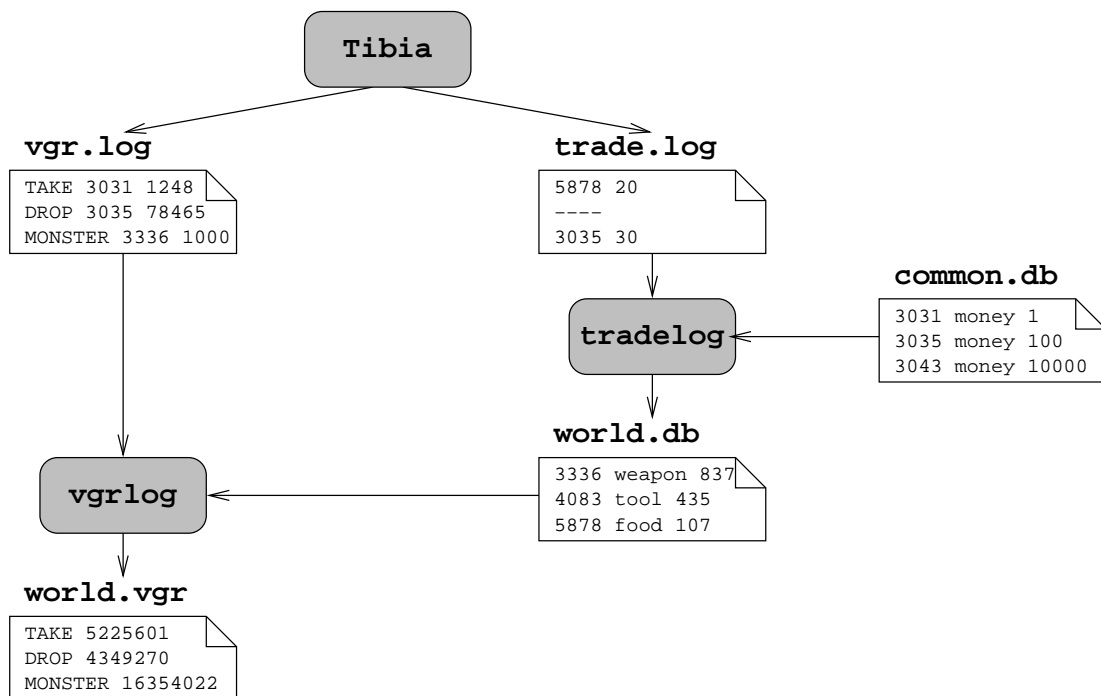 Tibia
vgr.log
TAKE 3031 1248
DROP 3035 78465
MONSTER 3336 1000
trade.log
5878 20
----
3035 30
common.db
3031 money 1
3035 money 100
3043 money 10000
tradelog
world.db
3336 weapon 837
4083 tool 435
5878 food 107
vgrlog
world.vgr
TAKE 5225601
DROP 4349270
MONSTER 16354022